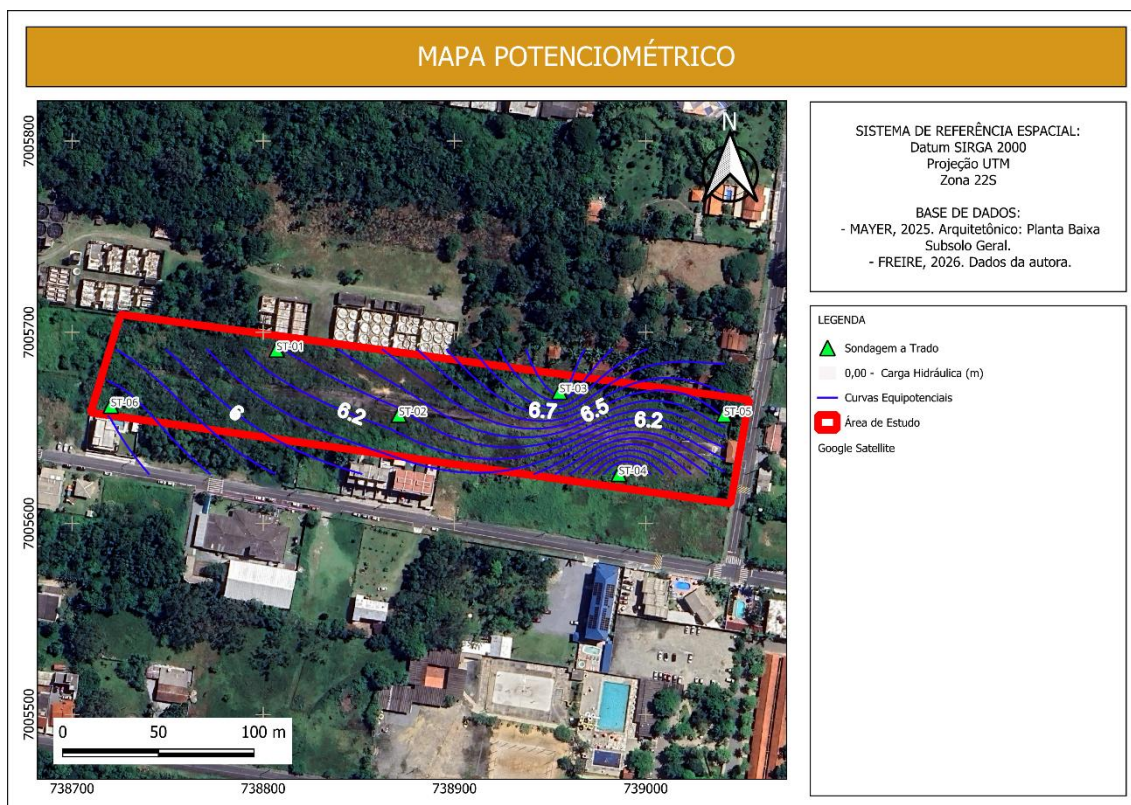 MAPA POTENCIOMÉTRICO
N
7005800
7005700
7005600
7005500
738700
738800
738900
739000
ST-01
ST-02
ST-03
ST-04
ST-05
ST-06
6
6.2
6.7
6.5
6.2
0 50 100 m
SISTEMA DE REFERÊNCIA ESPACIAL:
Datum SIRGA 2000
Projeção UTM
Zona 22S
BASE DE DADOS:
- MAYER, 2025. Arquitetônico: Planta Baixa
Subsolo Geral.
- FREIRE, 2026. Dados da autora.
LEGENDA
Sondagem a Trado
0,00 - Carga Hidráulica (m)
Curvas Equipotenciais
Área de Estudo
Google Satellite